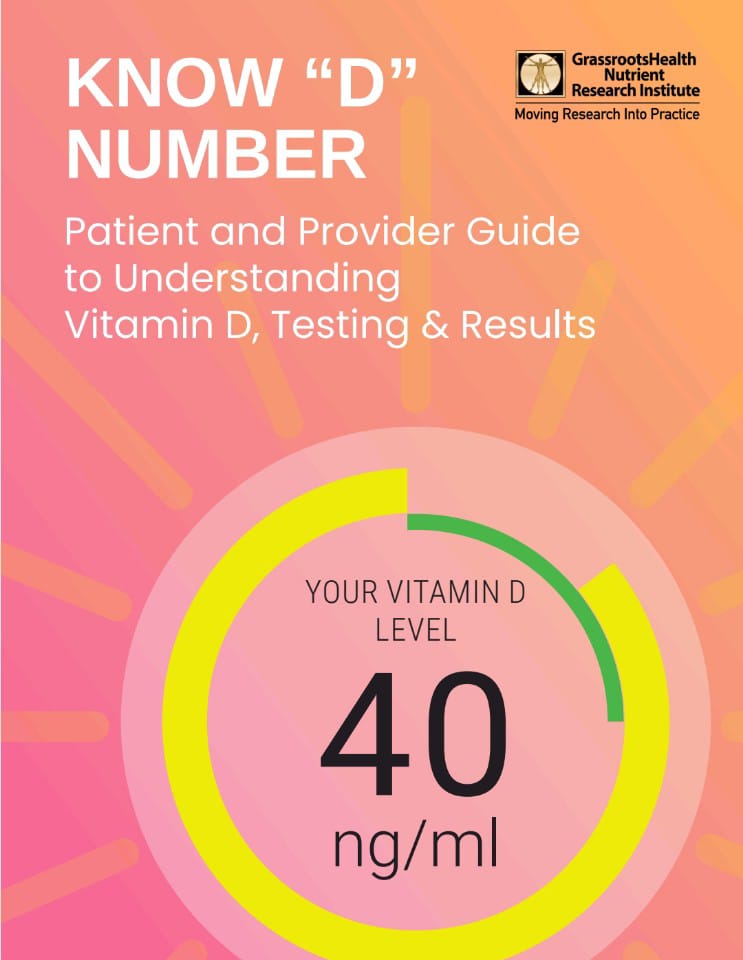 KNOW “D”
NUMBER
GrassrootsHealth
Nutrient
Research Institute
Moving Research Into Practice
Patient and Provider Guide
to Understanding
Vitamin D, Testing & Results
YOUR VITAMIN D
LEVEL
40
ng/ml